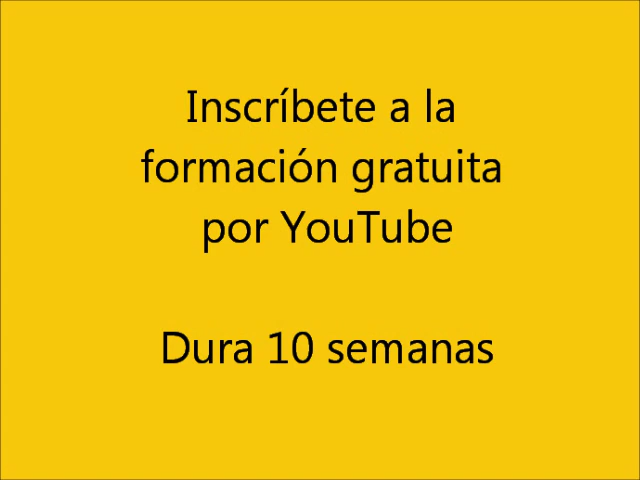 Inscríbete a la
formación gratuita
por YouTube
Dura 10 semanas